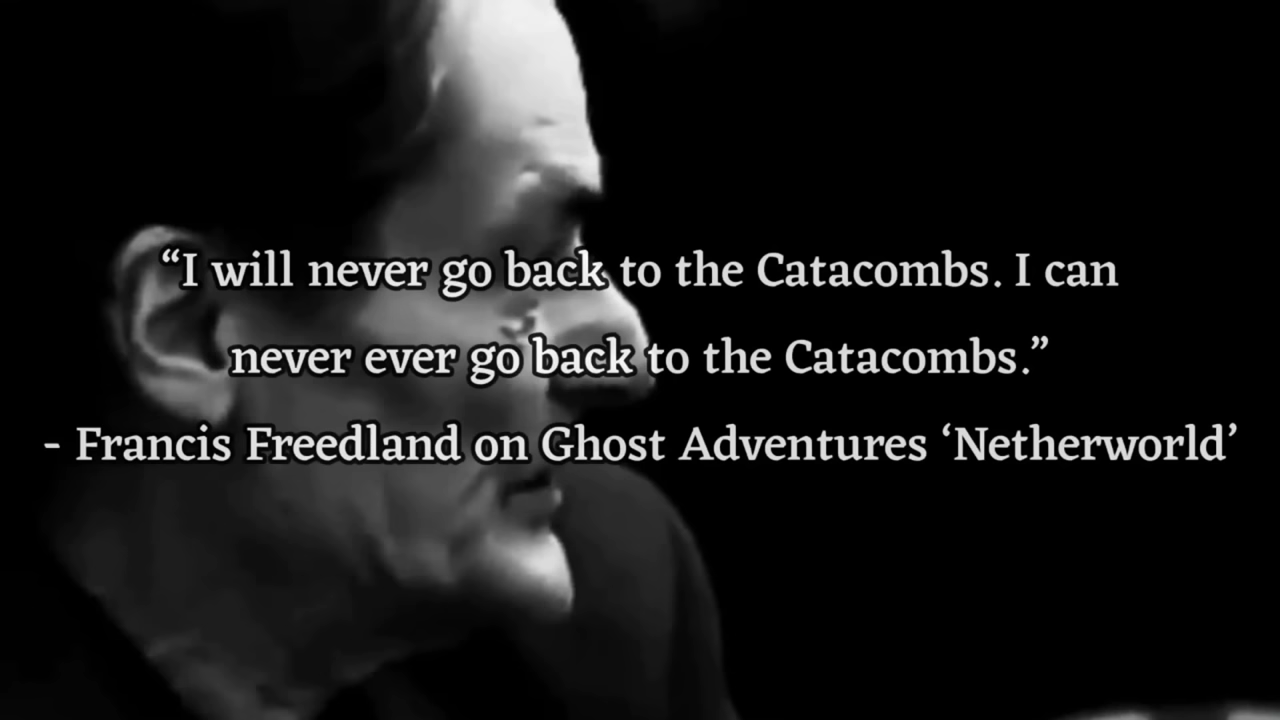 “I will never go back to the Catacombs. I can
never ever go back to the Catacombs.”
- Francis Freedland on Ghost Adventures ‘Netherworld’